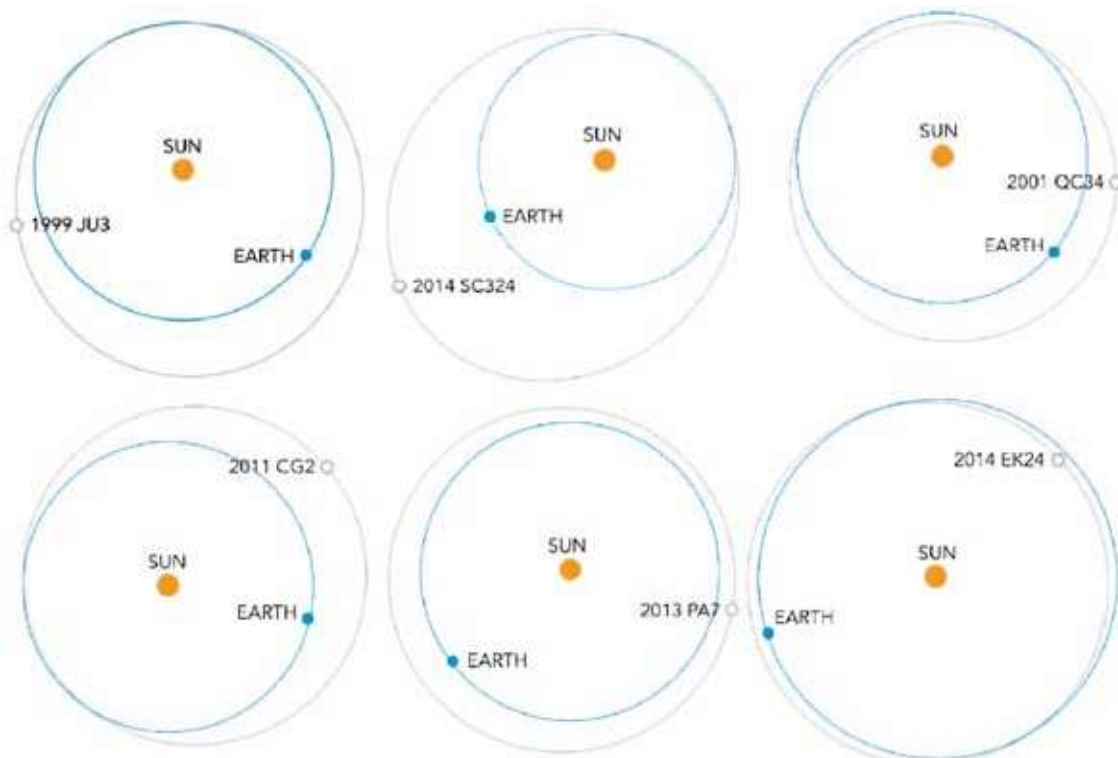 SUN
1999 JU3
EARTH
SUN
EARTH
2014 SC324
SUN
2001 QC34
EARTH
2011 CG2
SUN
EARTH
SUN
2013 PA7
EARTH
2014 EK24
SUN
EARTH